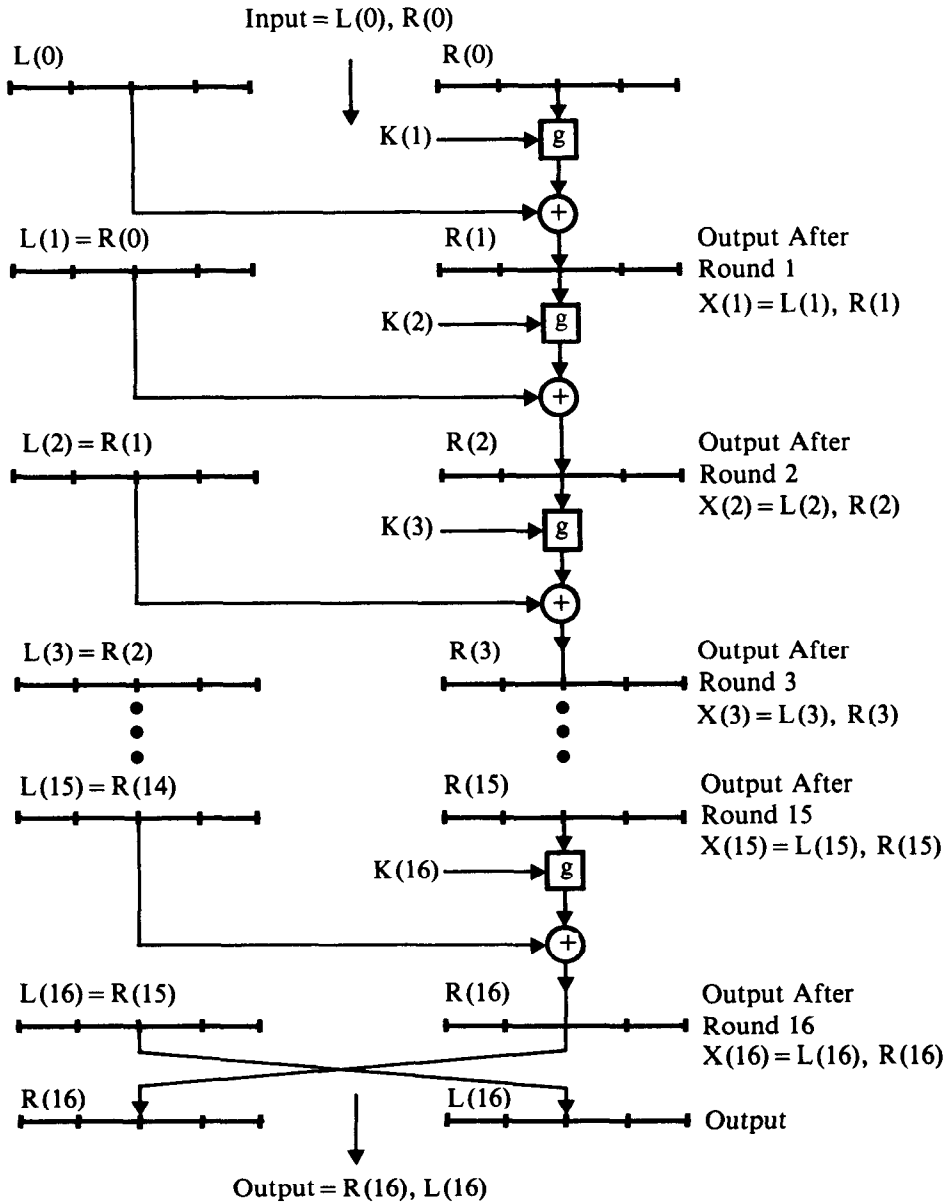 Input = L(0), R(0)
L(0)
R(0)
K(1)
g
+
L(1) = R(0)
R(1)
Output After
Round 1
X(1) = L(1), R(1)
K(2)
g
+
L(2) = R(1)
R(2)
Output After
Round 2
X(2) = L(2), R(2)
K(3)
g
+
L(3) = R(2)
R(3)
Output After
Round 3
X(3) = L(3), R(3)
L(15) = R(14)
R(15)
Output After
Round 15
X(15) = L(15), R(15)
K(16)
g
+
L(16) = R(15)
R(16)
Output After
Round 16
X(16) = L(16), R(16)
R(16)
L(16)
Output
Output = R(16), L(16)